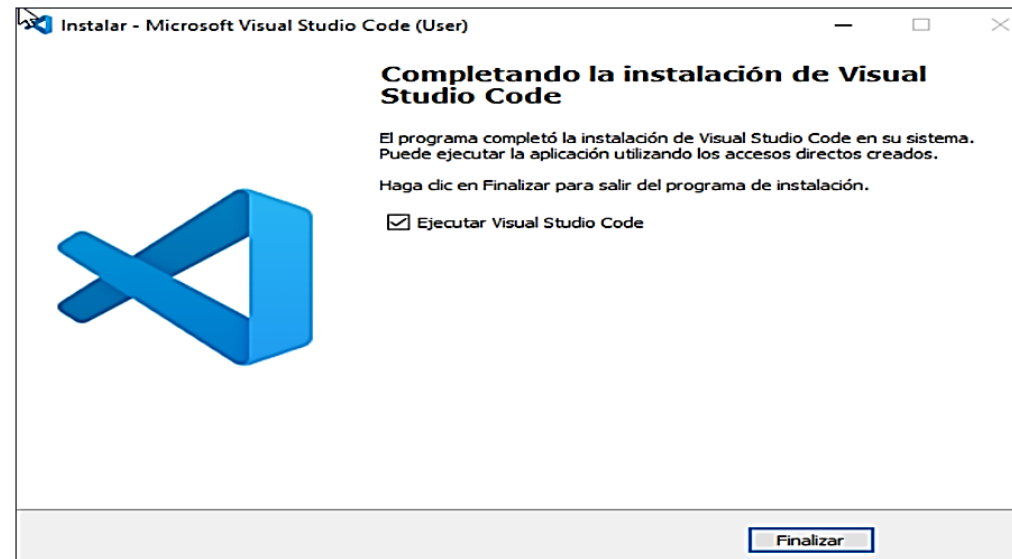 Instalar - Microsoft Visual Studio Code (User)
Completando la instalación de Visual
Studio Code
El programa completó la instalación de Visual Studio Code en su sistema.
Puede ejecutar la aplicación utilizando los accesos directos creados.
Haga clic en Finalizar para salir del programa de instalación.
Ejecutar Visual Studio Code
Finalizar